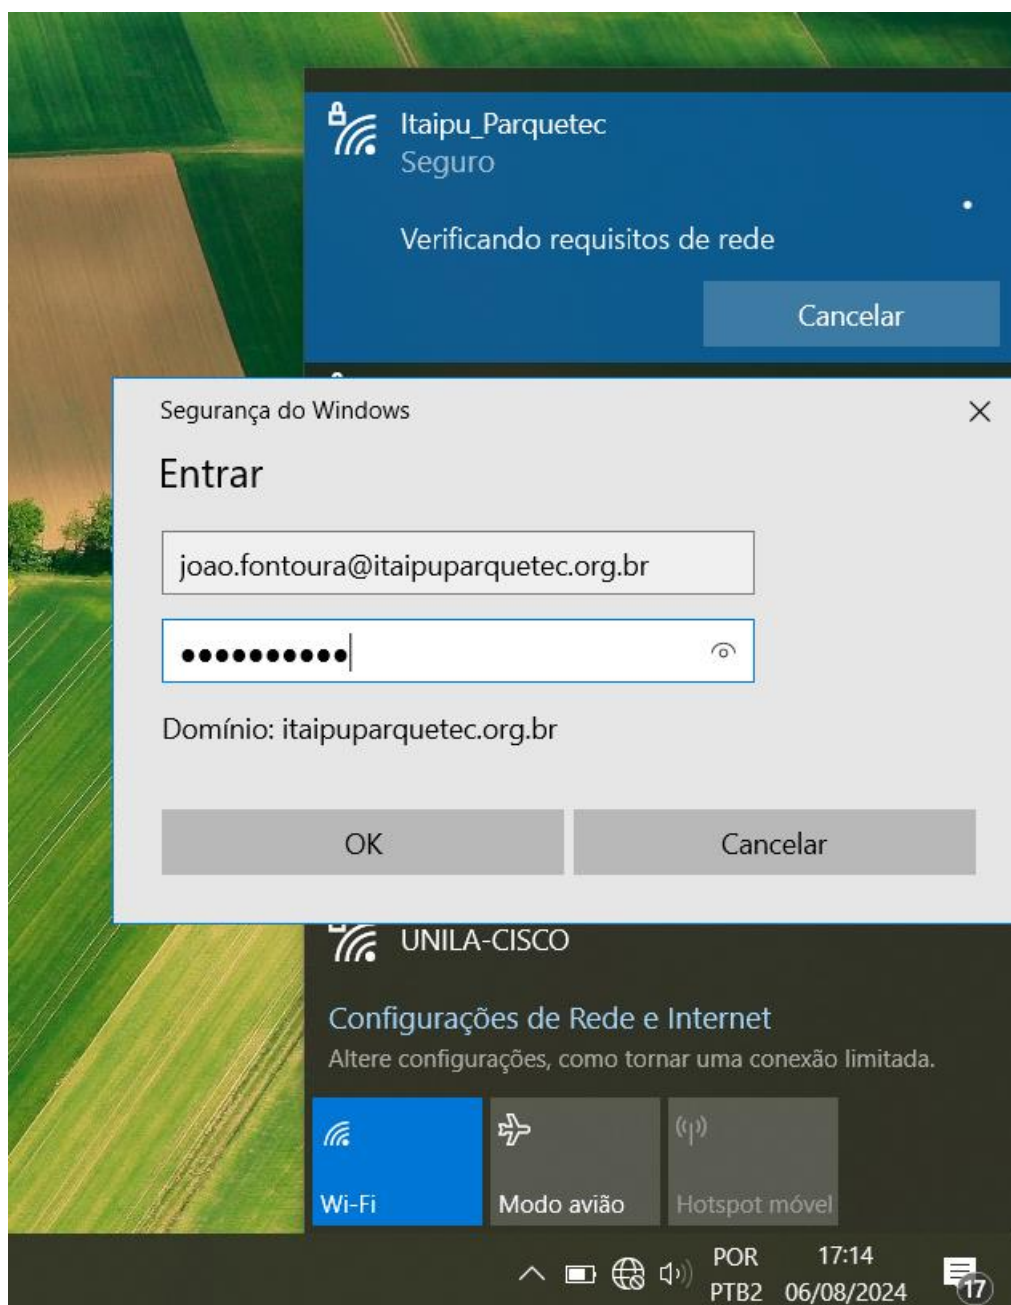 Itaipu_Parquetec
Seguro
Verificando requisitos de rede
Cancelar
Segurança do Windows
Entrar
joao.fontoura@itaipuparquetec.org.br
••••••••••
Domínio: itaipuparquetec.org.br
OK
Cancelar
UNILA-CISCO
Configurações de Rede e Internet
Altere configurações, como tornar uma conexão limitada.
Wi-Fi
Modo avião
Hotspot móvel
POR
PTB2
17:14
06/08/2024
17